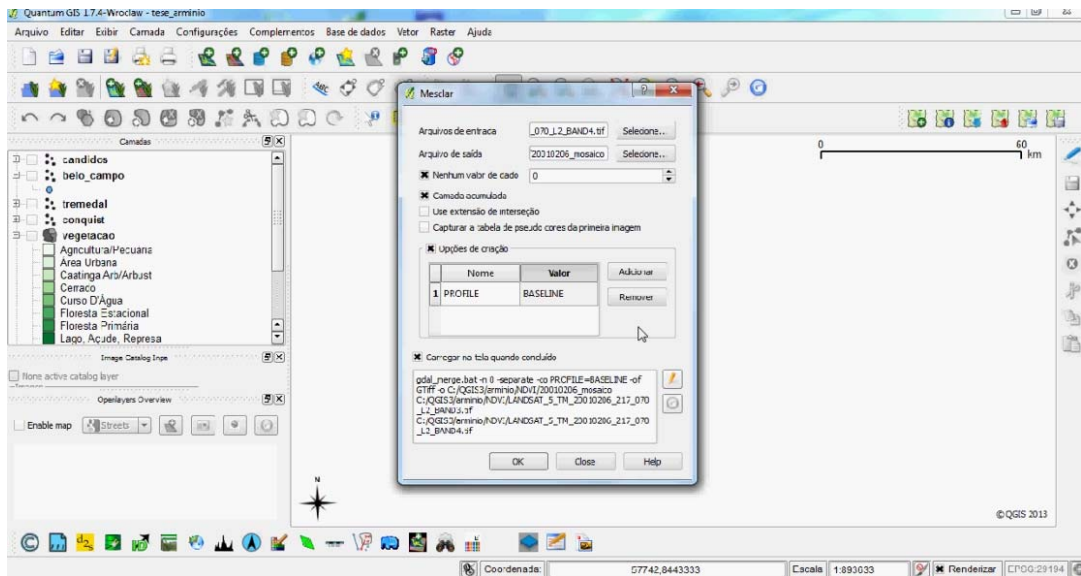 Quantum GIS 1.7.4-Wroclaw - tese_arminio
Arquivo Editar Exibir Camada Configurações Complementos Base de dados Vetor Raster Ajuda
Mesclar
Arquivos de entrada _070_L2_BAND4.tif Selecione...
Arquivo de saída 20010206_mosaico Selecione...
Nenhum valor de dado 0
Camada acumulada
Use extensão de interseção
Capturar a tabela de pseudo cores da primeira imagem
Opções de criação
Nome Valor
1 PROFILE BASELINE
Adicionar
Remover
Carregar na tela quando concluído
gdal_merge.bat -n 0 -separate -co PROFILE=BASELINE -of
GTiff -o C:/QGIS3/arminio/NDVI/20010206_mosaico
C:/QGIS3/arminio/NDVI/LANDSAT_5_TM_20010206_217_070
_L2_BAND3.tif
C:/QGIS3/arminio/NDVI/LANDSAT_5_TM_20010206_217_070
_L2_BAND4.tif
OK Close Help
Camadas
candidos
belo_campo
tremedal
conquist
vegetacao
Agricultura/Pecuaria
Área Urbana
Caatinga Arb/Arbust
Cerrado
Curso D'Água
Floresta Estacional
Floresta Primária
Lago, Açude, Represa
Image Catalog Inpe
None active catalog layer
Openlayers Overview
Enable map Streets
0 60
km
N
© QGIS 2013
Coordenada: 57742,8443333 Escala 1:893033 Renderizar EPSG:29194